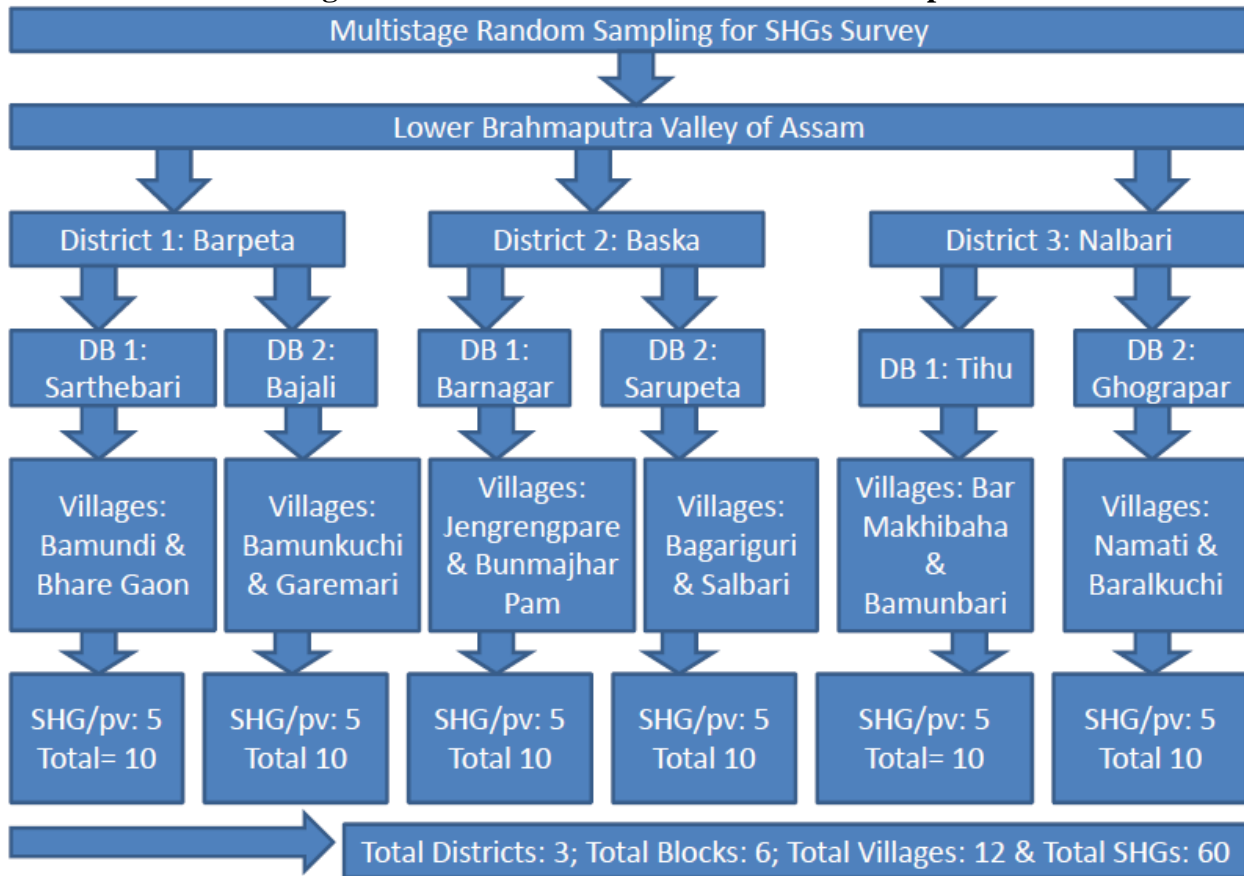 Multistage Random Sampling for SHGs Survey
Lower Brahmaputra Valley of Assam
District 1: Barpeta
District 2: Baska
District 3: Nalbari
DB 1:
Sarthebari
DB 2:
Bajali
DB 1:
Barnagar
DB 2:
Sarupeta
DB 1: Tihu
DB 2:
Ghograpar
Villages:
Bamundi &
Bhare Gaon
Villages:
Bamunkuchi
& Garemari
Villages:
Jengrengpare
& Bunmajhar
Pam
Villages:
Bagariguri
& Salbari
Villages: Bar
Makhibaha
&
Bamunbari
Villages:
Namati &
Baralkuchi
SHG/pv: 5
Total= 10
SHG/pv: 5
Total 10
SHG/pv: 5
Total 10
SHG/pv: 5
Total 10
SHG/pv: 5
Total= 10
SHG/pv: 5
Total 10
Total Districts: 3; Total Blocks: 6; Total Villages: 12 & Total SHGs: 60